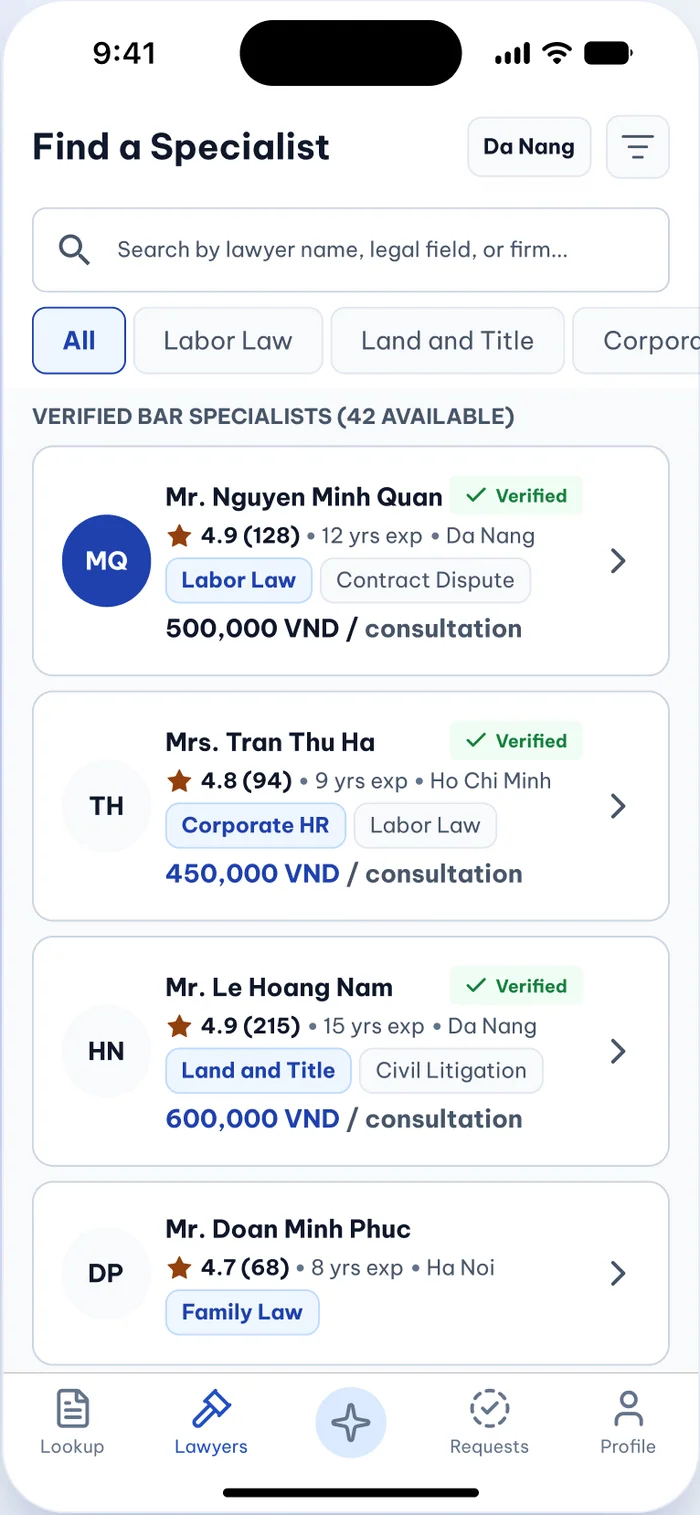 9:41
Find a Specialist
Da Nang
Search by lawyer name, legal field, or firm...
All
Labor Law
Land and Title
Corpora
VERIFIED BAR SPECIALISTS (42 AVAILABLE)
MQ
Mr. Nguyen Minh Quan
Verified
4.9 (128) • 12 yrs exp • Da Nang
Labor Law
Contract Dispute
500,000 VND / consultation
TH
Mrs. Tran Thu Ha
Verified
4.8 (94) • 9 yrs exp • Ho Chi Minh
Corporate HR
Labor Law
450,000 VND / consultation
HN
Mr. Le Hoang Nam
Verified
4.9 (215) • 15 yrs exp • Da Nang
Land and Title
Civil Litigation
600,000 VND / consultation
DP
Mr. Doan Minh Phuc
4.7 (68) • 8 yrs exp • Ha Noi
Family Law
Lookup
Lawyers
Requests
Profile